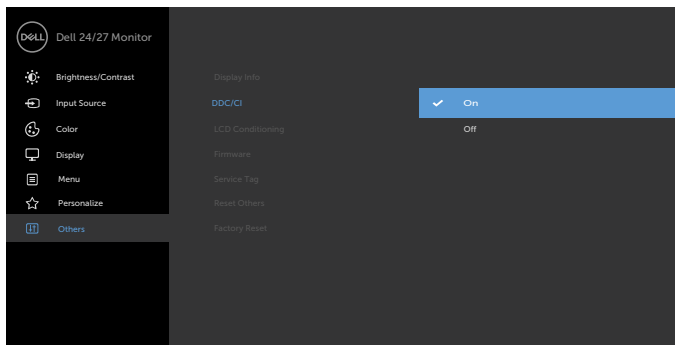 DELL Dell 24/27 Monitor
Brightness/Contrast
Input Source
Color
Display
Menu
Personalize
Others
Display Info
DDC/CI
LCD Conditioning
Firmware
Service Tag
Reset Others
Factory Reset
On
Off